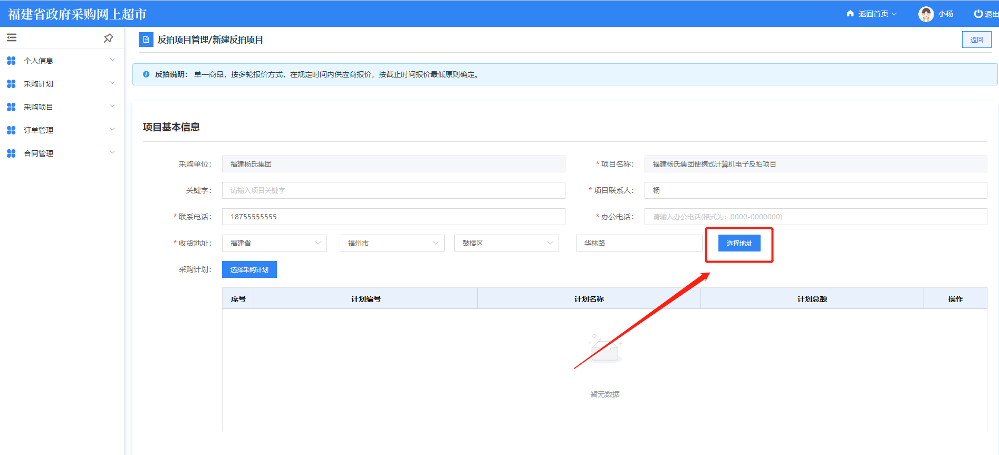 福建省政府采购网上超市
返回首页
小杨
退出
反拍项目管理/新建反拍项目
返回
个人信息
采购计划
采购项目
订单管理
合同管理
反拍说明： 单一商品，按多轮报价方式，在规定时间内供应商报价，按截止时间报价最低原则确定。
项目基本信息
采购单位： 福建杨氏集团
* 项目名称： 福建杨氏集团便携式计算机电子反拍项目
关键字： 请输入项目关键字
* 项目联系人： 杨
* 联系电话： 18755555555
* 办公电话： 请输入办公电话(格式为：0000-0000000)
* 收货地址： 福建省 福州市 鼓楼区 华林路 选择地址
采购计划： 选择采购计划
序号 计划编号 计划名称 计划总额 操作
暂无数据